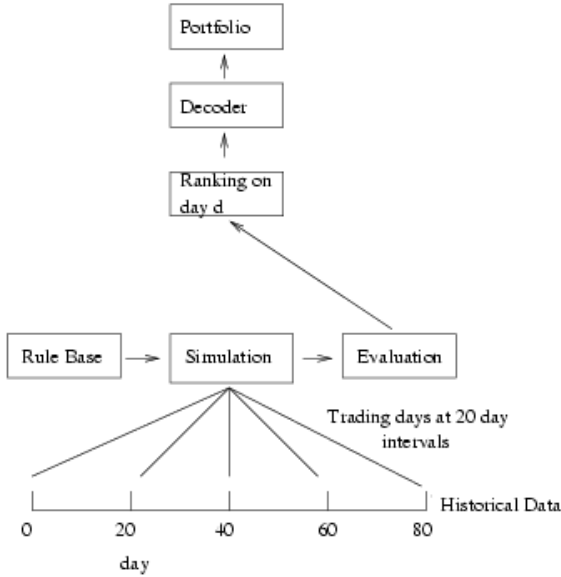 Portfolio
Decoder
Ranking on
day d
Rule Base
Simulation
Evaluation
Trading days at 20 day
intervals
Historical Data
0
20
40
60
80
day